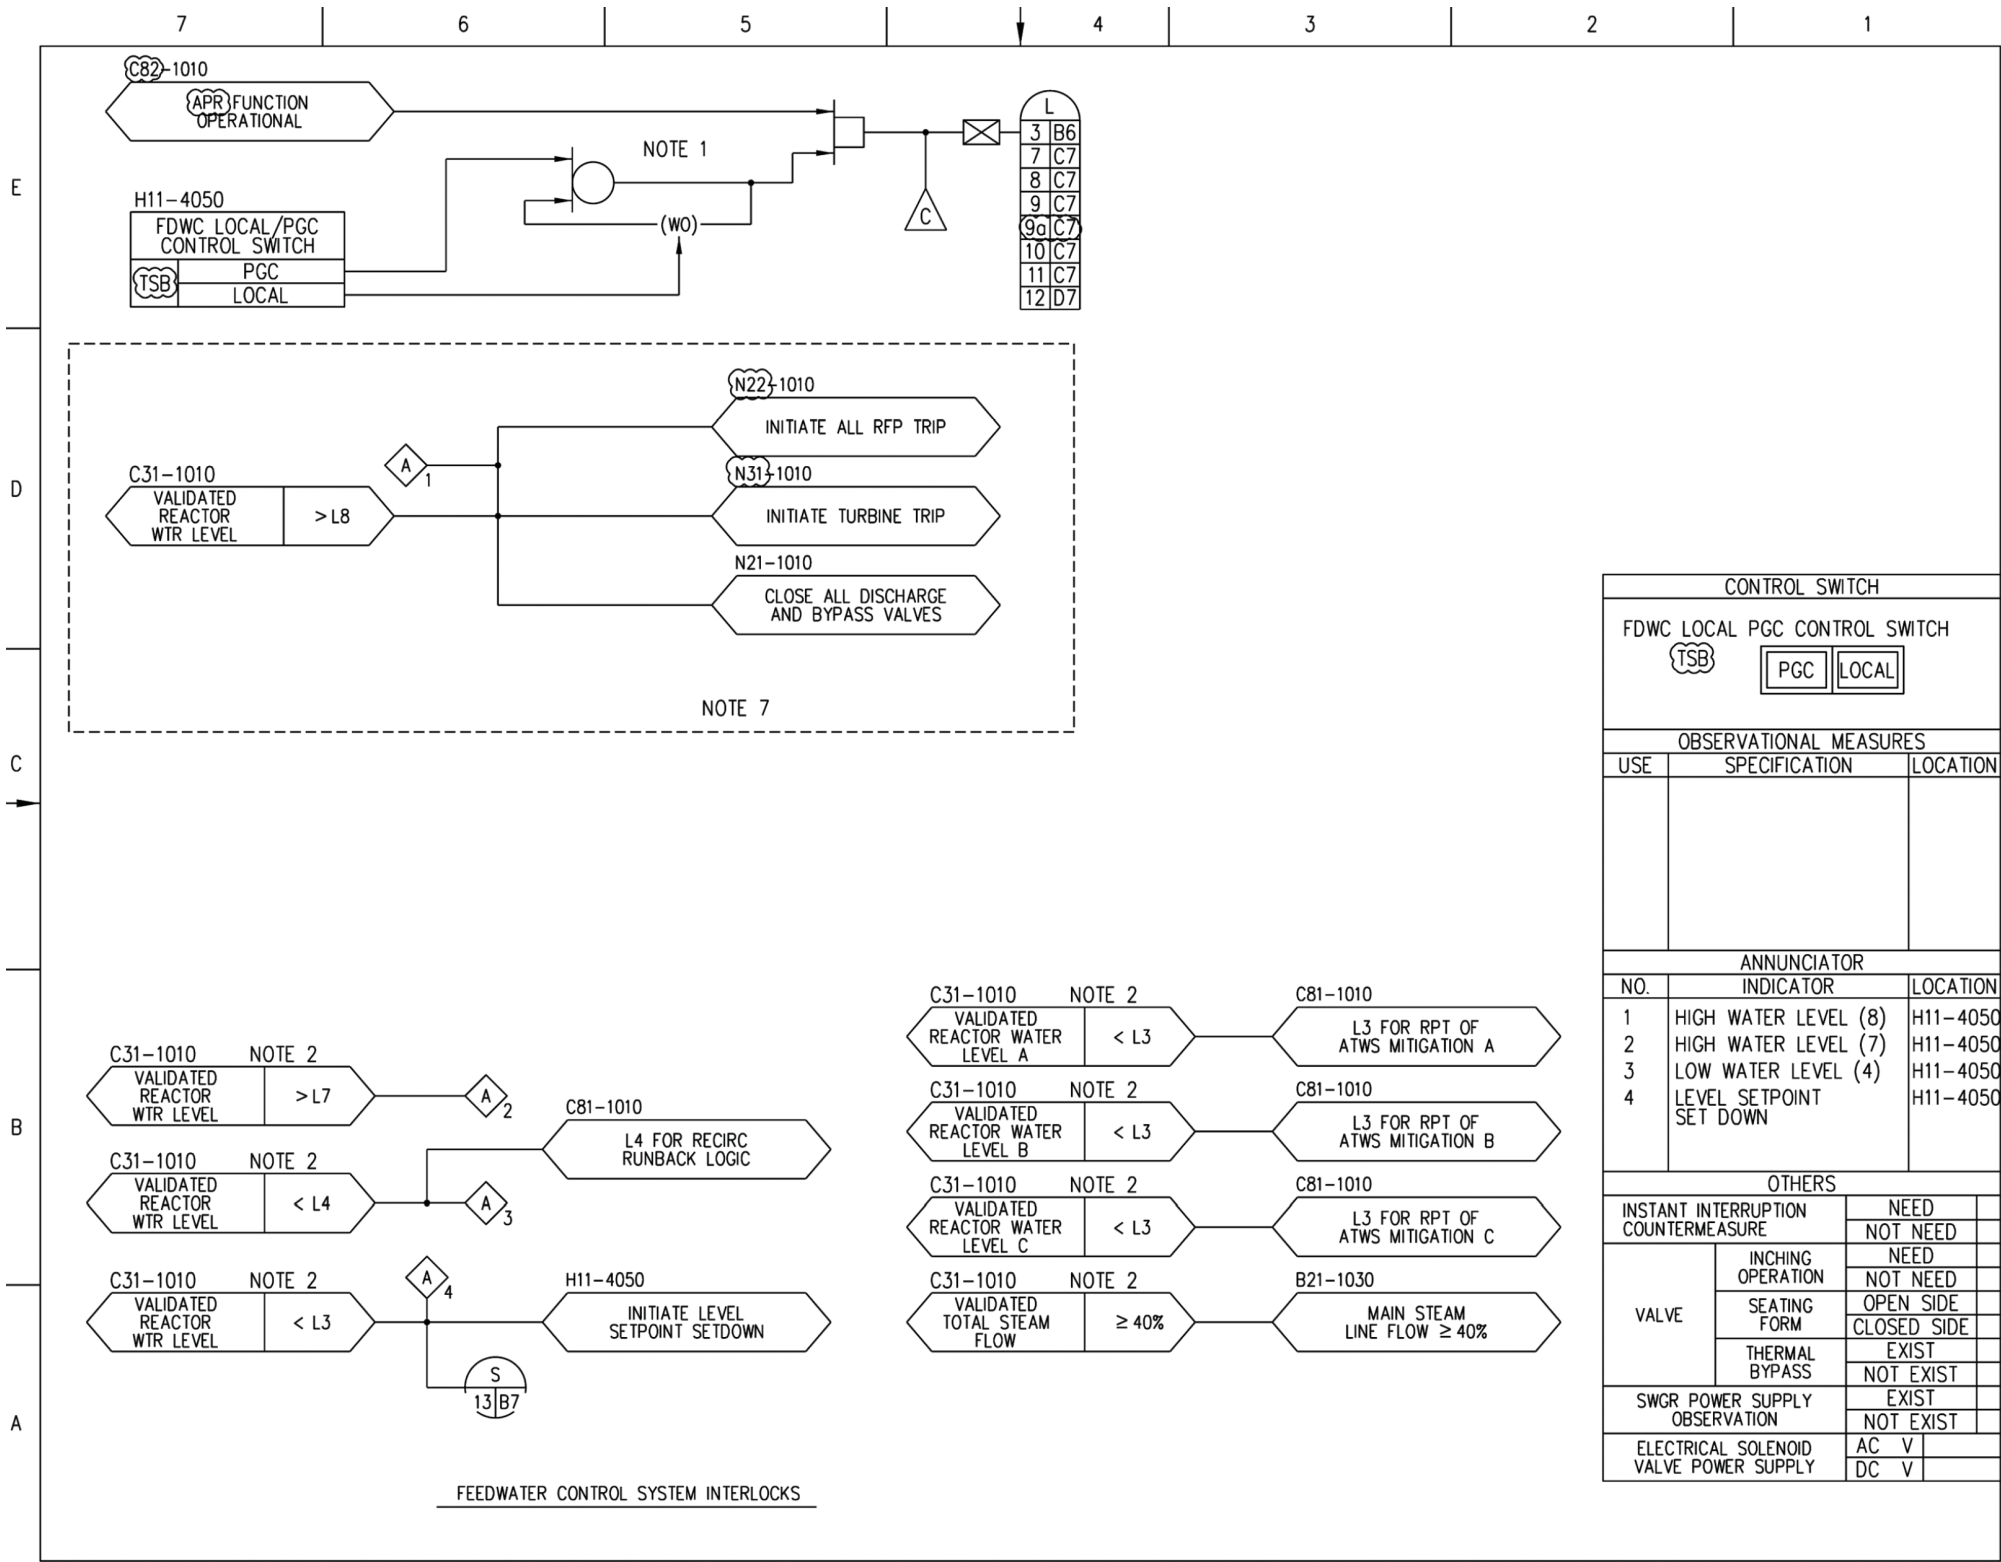 7 6 5 4 3 2 1
E
D
C
B
A
C82-1010
APR FUNCTION
OPERATIONAL
NOTE 1
H11-4050
FDWC LOCAL/PGC
CONTROL SWITCH
TSB
PGC
LOCAL
(WO)
C
L
3 B6
7 C7
8 C7
9 C7
9a C7
10 C7
11 C7
12 D7
N22-1010
INITIATE ALL RFP TRIP
A
1
C31-1010
VALIDATED
REACTOR
WTR LEVEL
> L8
N31-1010
INITIATE TURBINE TRIP
N21-1010
CLOSE ALL DISCHARGE
AND BYPASS VALVES
NOTE 7
C31-1010 NOTE 2
VALIDATED
REACTOR
WTR LEVEL
> L7
A
2
C81-1010
L4 FOR RECIRC
RUNBACK LOGIC
C31-1010 NOTE 2
VALIDATED
REACTOR
WTR LEVEL
< L4
A
3
C31-1010 NOTE 2
VALIDATED
REACTOR
WTR LEVEL
< L3
A
4
H11-4050
INITIATE LEVEL
SETPOINT SETDOWN
S
13 B7
C31-1010 NOTE 2
VALIDATED
REACTOR WATER
LEVEL A
< L3
C81-1010
L3 FOR RPT OF
ATWS MITIGATION A
C31-1010 NOTE 2
VALIDATED
REACTOR WATER
LEVEL B
< L3
C81-1010
L3 FOR RPT OF
ATWS MITIGATION B
C31-1010 NOTE 2
VALIDATED
REACTOR WATER
LEVEL C
< L3
C81-1010
L3 FOR RPT OF
ATWS MITIGATION C
C31-1010 NOTE 2
VALIDATED
TOTAL STEAM
FLOW
≥ 40%
B21-1030
MAIN STEAM
LINE FLOW ≥ 40%
FEEDWATER CONTROL SYSTEM INTERLOCKS
CONTROL SWITCH
FDWC LOCAL PGC CONTROL SWITCH
TSB
PGC LOCAL
OBSERVATIONAL MEASURES
USE SPECIFICATION LOCATION
ANNUNCIATOR
NO. INDICATOR LOCATION
1 HIGH WATER LEVEL (8) H11-4050
2 HIGH WATER LEVEL (7) H11-4050
3 LOW WATER LEVEL (4) H11-4050
4 LEVEL SETPOINT H11-4050
SET DOWN
OTHERS
INSTANT INTERRUPTION
COUNTERMEASURE
NEED
NOT NEED
VALVE
INCHING
OPERATION
NEED
NOT NEED
SEATING
FORM
OPEN SIDE
CLOSED SIDE
THERMAL
BYPASS
EXIST
NOT EXIST
SWGR POWER SUPPLY
OBSERVATION
EXIST
NOT EXIST
ELECTRICAL SOLENOID
VALVE POWER SUPPLY
AC V
DC V